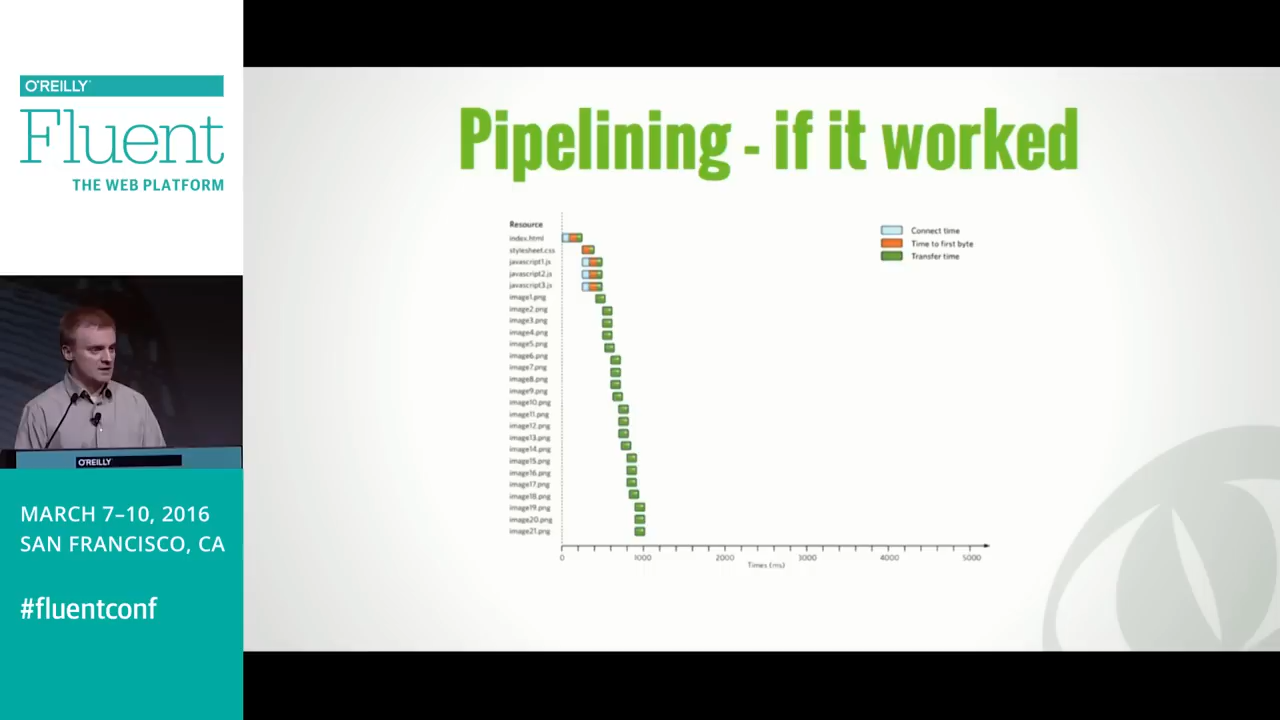 O'REILLY
Fluent
THE WEB PLATFORM
Pipelining - if it worked
Resource
index.html
stylesheet.css
javascript1.js
javascript2.js
javascript3.js
image1.png
image2.png
image3.png
image4.png
image5.png
image6.png
image7.png
image8.png
image9.png
image10.png
image11.png
image12.png
image13.png
image14.png
image15.png
image16.png
image17.png
image18.png
image19.png
image20.png
image21.png
Connect time
Time to first byte
Transfer time
0 1000 2000 3000 4000 5000
Times (ms)
O'REILLY
MARCH 7–10, 2016
SAN FRANCISCO, CA
#fluentconf